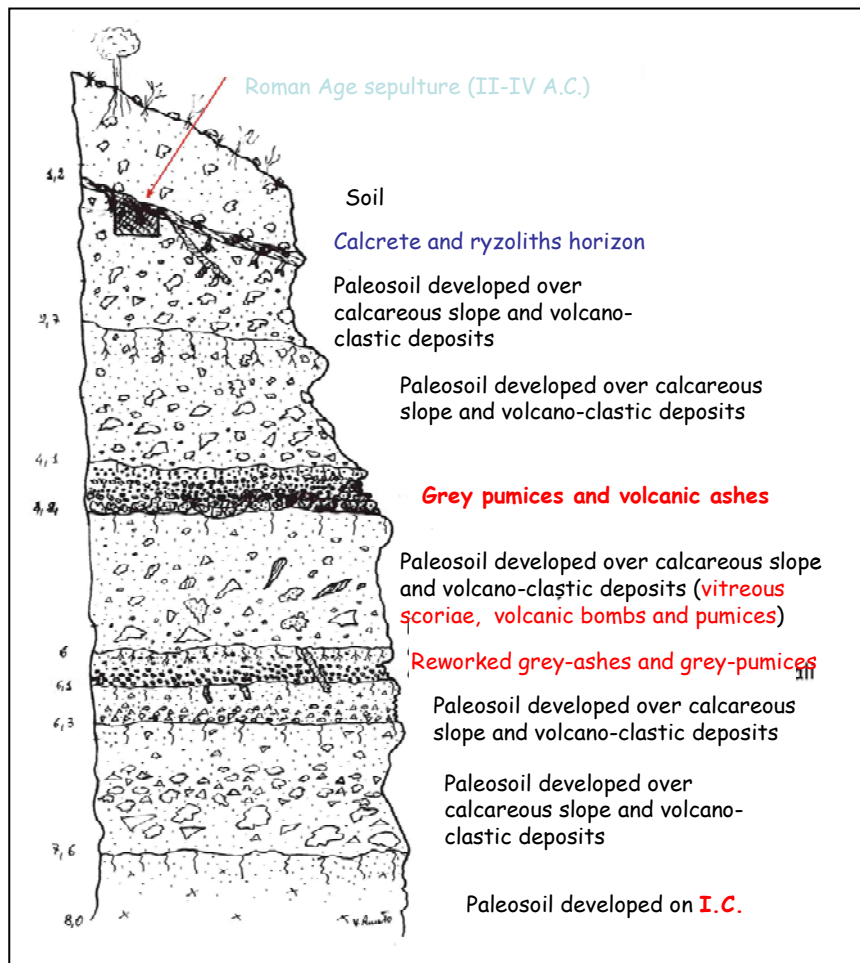 Roman Age sepulture (II-IV A.C.)
1,2
Soil
Calcrete and ryzoliths horizon
Paleosoil developed over
calcareous slope and volcano-
clastic deposits
2,7
Paleosoil developed over calcareous
slope and volcano-clastic deposits
Grey pumices and volcanic ashes
Paleosoil developed over calcareous slope
and volcano-clastic deposits (vitreous
scoriae, volcanic bombs and pumices)
6
Reworked grey-ashes and grey-pumices
6,1
Paleosoil developed over calcareous
slope and volcano-clastic deposits
6,3
Paleosoil developed over
calcareous slope and volcano-
clastic deposits
7,6
Paleosoil developed on I.C.
8,0